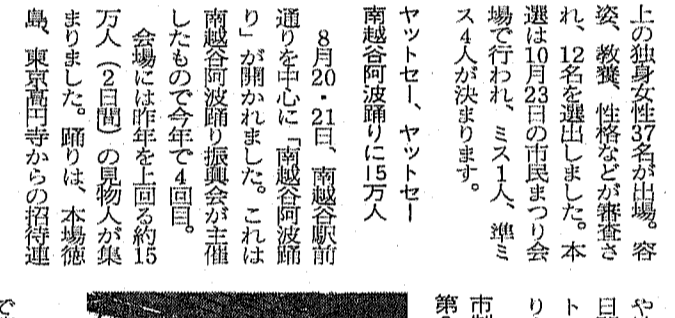 上の独身女性37名が出場。容
姿、教養、性格などが審査さ
れ、12名を選出しました。本
選は10月23日の市民まつり会
場で行われ、ミス1人、準ミ
ス4人が決まります。
ヤットセー、ヤットセー
南越谷阿波踊りに15万人
8月20・21日、南越谷駅前
通りを中心に「南越谷阿波踊
り」が開かれました。これは
南越谷阿波踊り振興会が主催
したもので今年で4回目。
会場には昨年を上回る約15
万人（2日間）の見物人が集
まりました。踊りは、本場徳
島、東京高円寺からの招待連
や
日
ト
り
市制
第
で